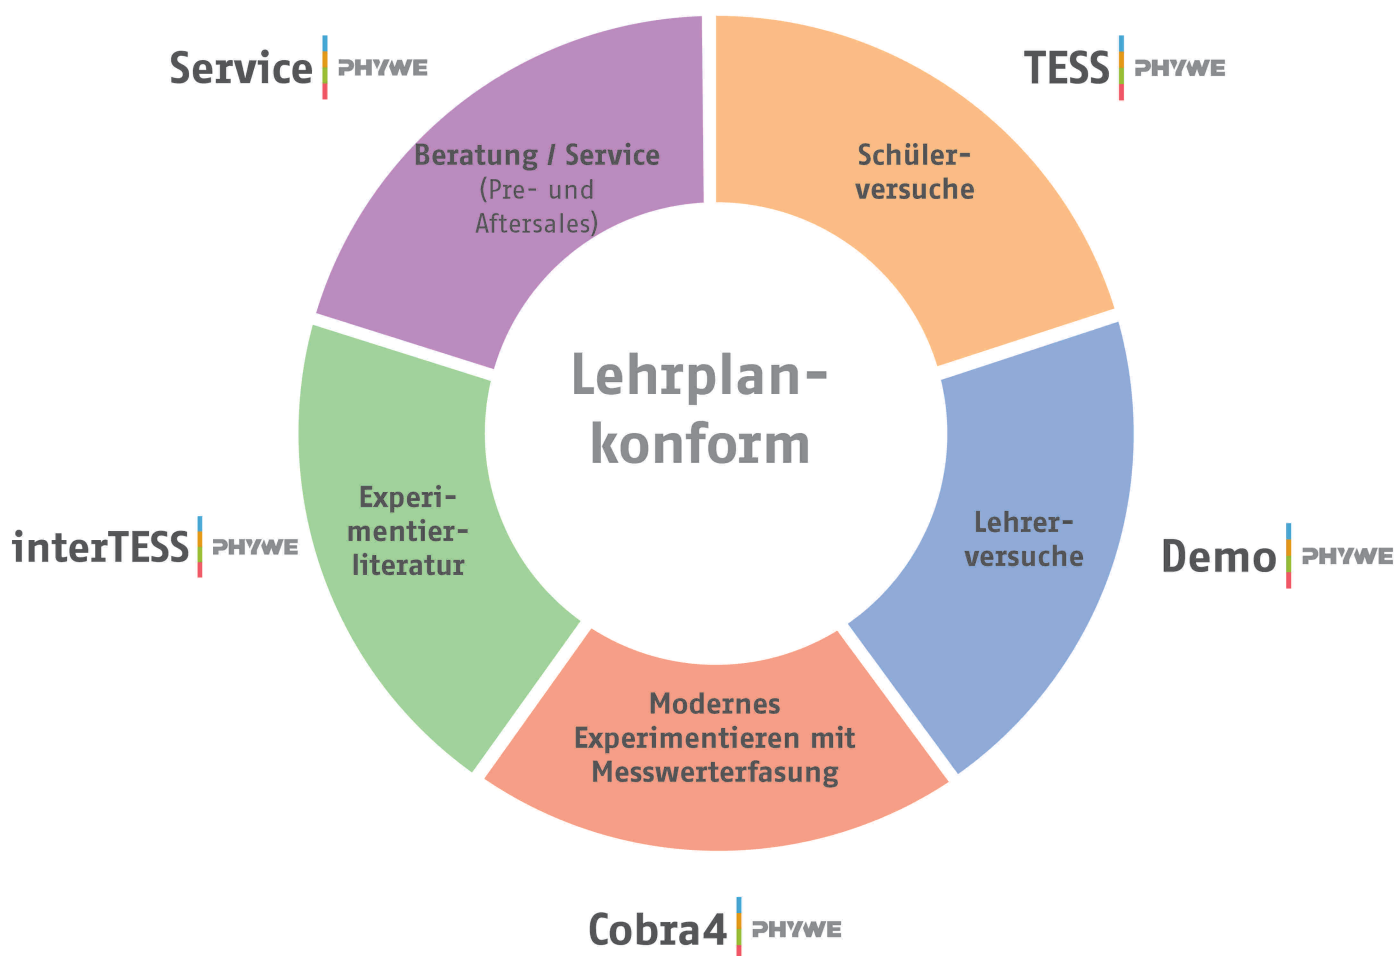 Service PHYWE
TESS PHYWE
Beratung / Service
(Pre- und
Aftersales)
Schüler-
versuche
Lehrplan-
konform
Experi-
mentier-
literatur
Lehrer-
versuche
interTESS PHYWE
Demo PHYWE
Modernes
Experimentieren mit
Messwerterfasung
Cobra4 PHYWE